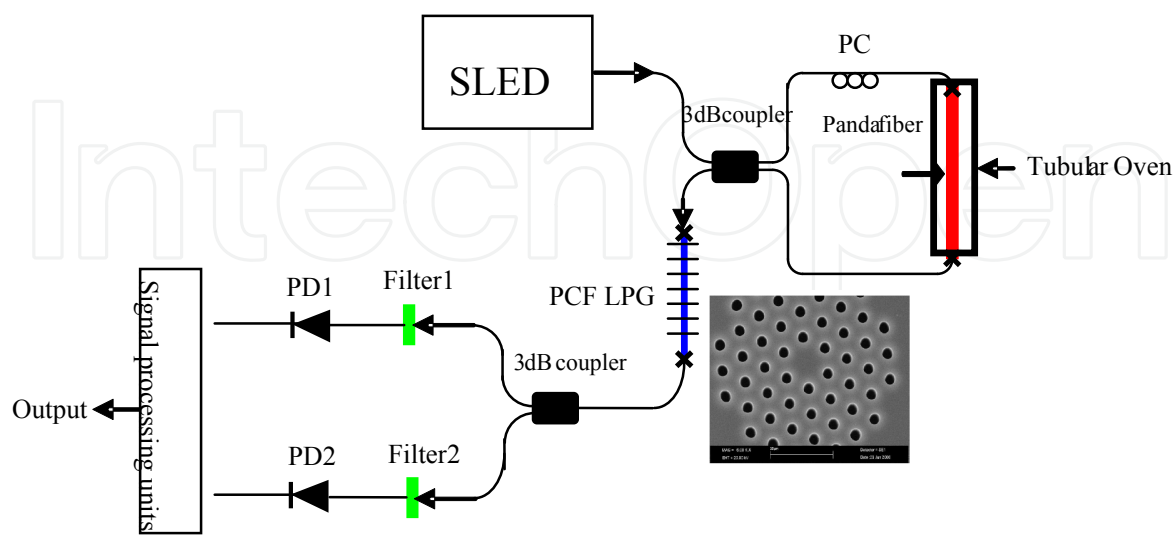 SLED
PC
3dBcoupler
Pandafiber
Tubular Oven
IntechOpen
PCF LPG
PD1
Filter1
3dB coupler
Signal processing units
Output
PD2
Filter2